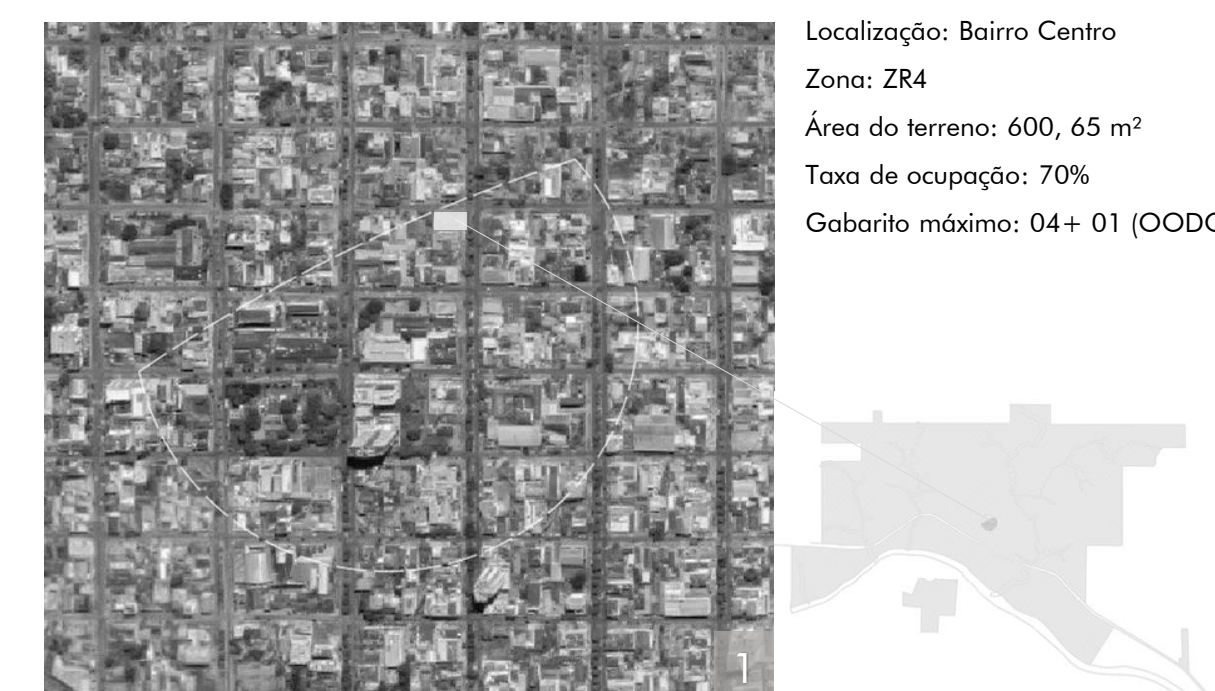 Localização: Bairro Centro
Zona: ZR4
Área do terreno: 600, 65 m²
Taxa de ocupação: 70%
Gabarito máximo: 04+ 01
1